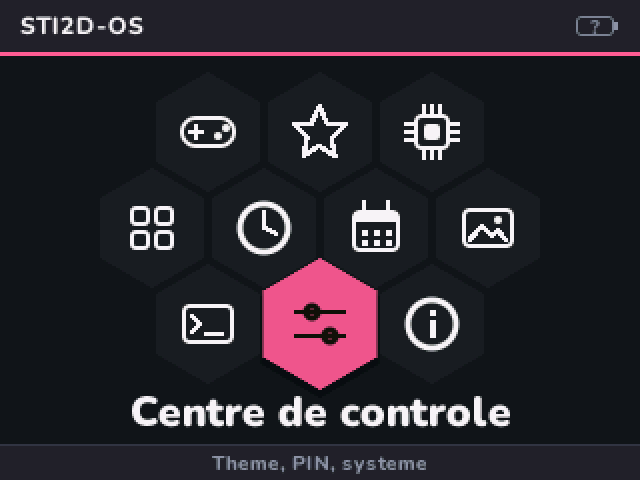 STI2D-OS
?
Centre de controle
Theme, PIN, systeme